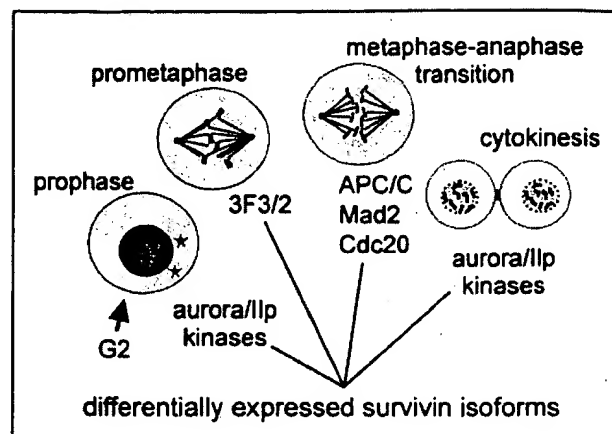 metaphase-anaphase
transition
prometaphase
cytokinesis
prophase
3F3/2
APC/C
Mad2
Cdc20
aurora/Ilp
kinases
aurora/Ilp
kinases
G2
differentially expressed survivin isoforms